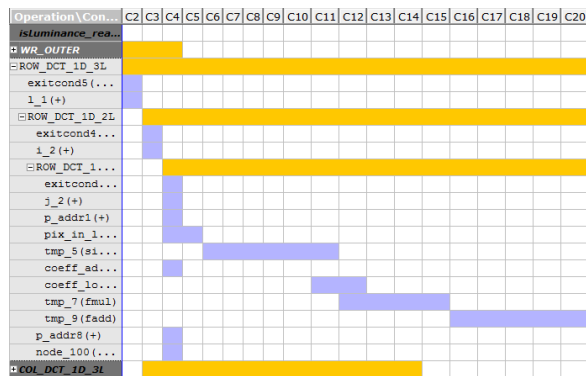 Operation\Con... C2 C3 C4 C5 C6 C7 C8 C9 C10 C11 C12 C13 C14 C15 C16 C17 C18 C19 C20
isLuminance_rea...
WR_OUTER
ROW_DCT_1D_3L
exitcond5(...
l_1(+)
ROW_DCT_1D_2L
exitcond4...
i_2(+)
ROW_DCT_1...
exitcond...
j_2(+)
p_addr1(+)
pix_in_l...
tmp_5(si...
coeff_ad...
coeff_lo...
tmp_7(fmul)
tmp_9(fadd)
p_addr8(+)
node_100(...
COL_DCT_1D_3L